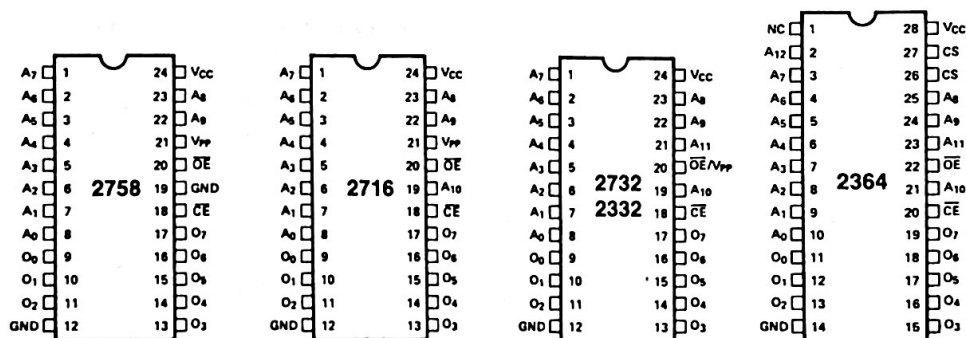 2758
A7 1 24 VCC
A6 2 23 A8
A5 3 22 A9
A4 4 21 VPP
A3 5 20 O̅E̅
A2 6 19 GND
A1 7 18 C̅E̅
A0 8 17 O7
O0 9 16 O6
O1 10 15 O5
O2 11 14 O4
GND 12 13 O3
2716
A7 1 24 VCC
A6 2 23 A8
A5 3 22 A9
A4 4 21 VPP
A3 5 20 O̅E̅
A2 6 19 A10
A1 7 18 C̅E̅
A0 8 17 O7
O0 9 16 O6
O1 10 15 O5
O2 11 14 O4
GND 12 13 O3
2732
2332
A7 1 24 VCC
A6 2 23 A8
A5 3 22 A9
A4 4 21 A11
A3 5 20 O̅E̅/VPP
A2 6 19 A10
A1 7 18 C̅E̅
A0 8 17 O7
O0 9 16 O6
O1 10 15 O5
O2 11 14 O4
GND 12 13 O3
2364
NC 1 28 VCC
A12 2 27 CS
A7 3 26 CS
A6 4 25 A8
A5 5 24 A9
A4 6 23 A11
A3 7 22 O̅E̅
A2 8 21 A10
A1 9 20 C̅E̅
A0 10 19 O7
O0 11 18 O6
O1 12 17 O5
O2 13 16 O4
GND 14 15 O3